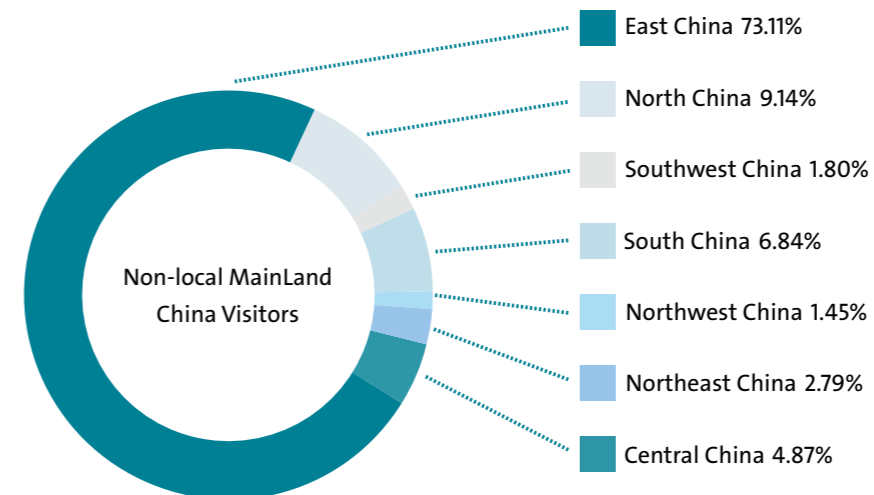 East China 73.11%
North China 9.14%
Southwest China 1.80%
South China 6.84%
Northwest China 1.45%
Northeast China 2.79%
Central China 4.87%
Non-local MainLand
China Visitors